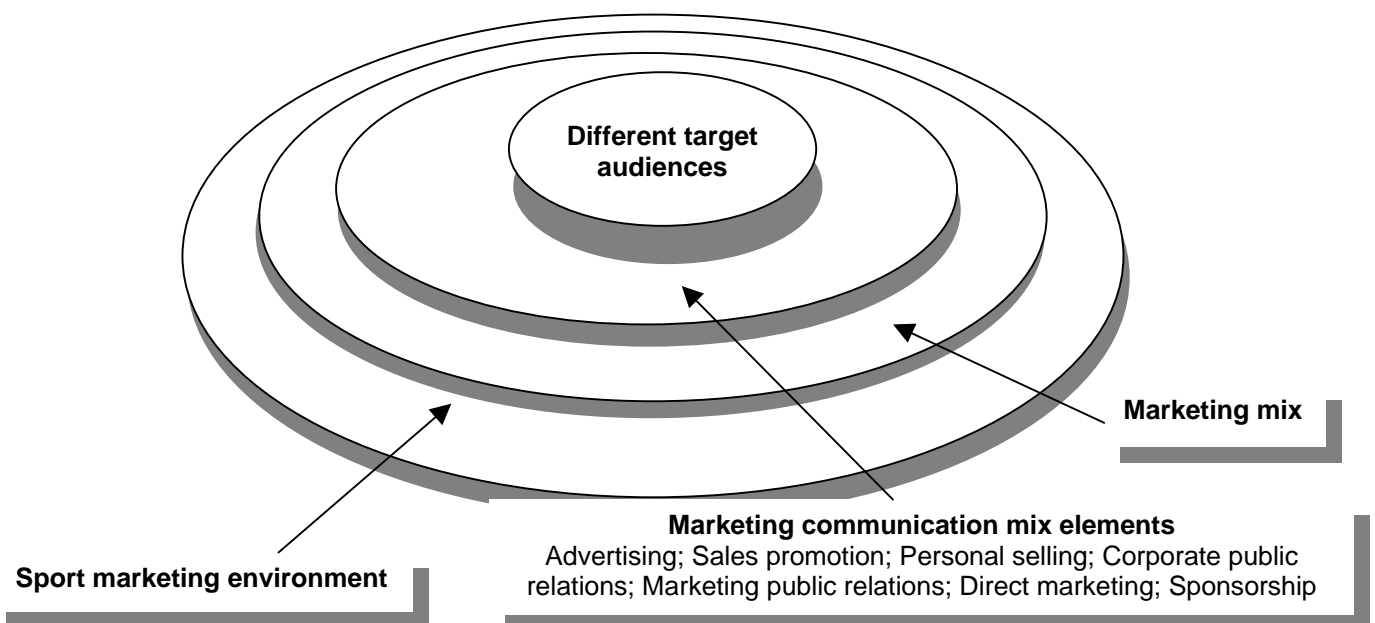 Different target
audiences
Marketing mix
Marketing communication mix elements
Advertising; Sales promotion; Personal selling; Corporate public
relations; Marketing public relations; Direct marketing; Sponsorship
Sport marketing environment